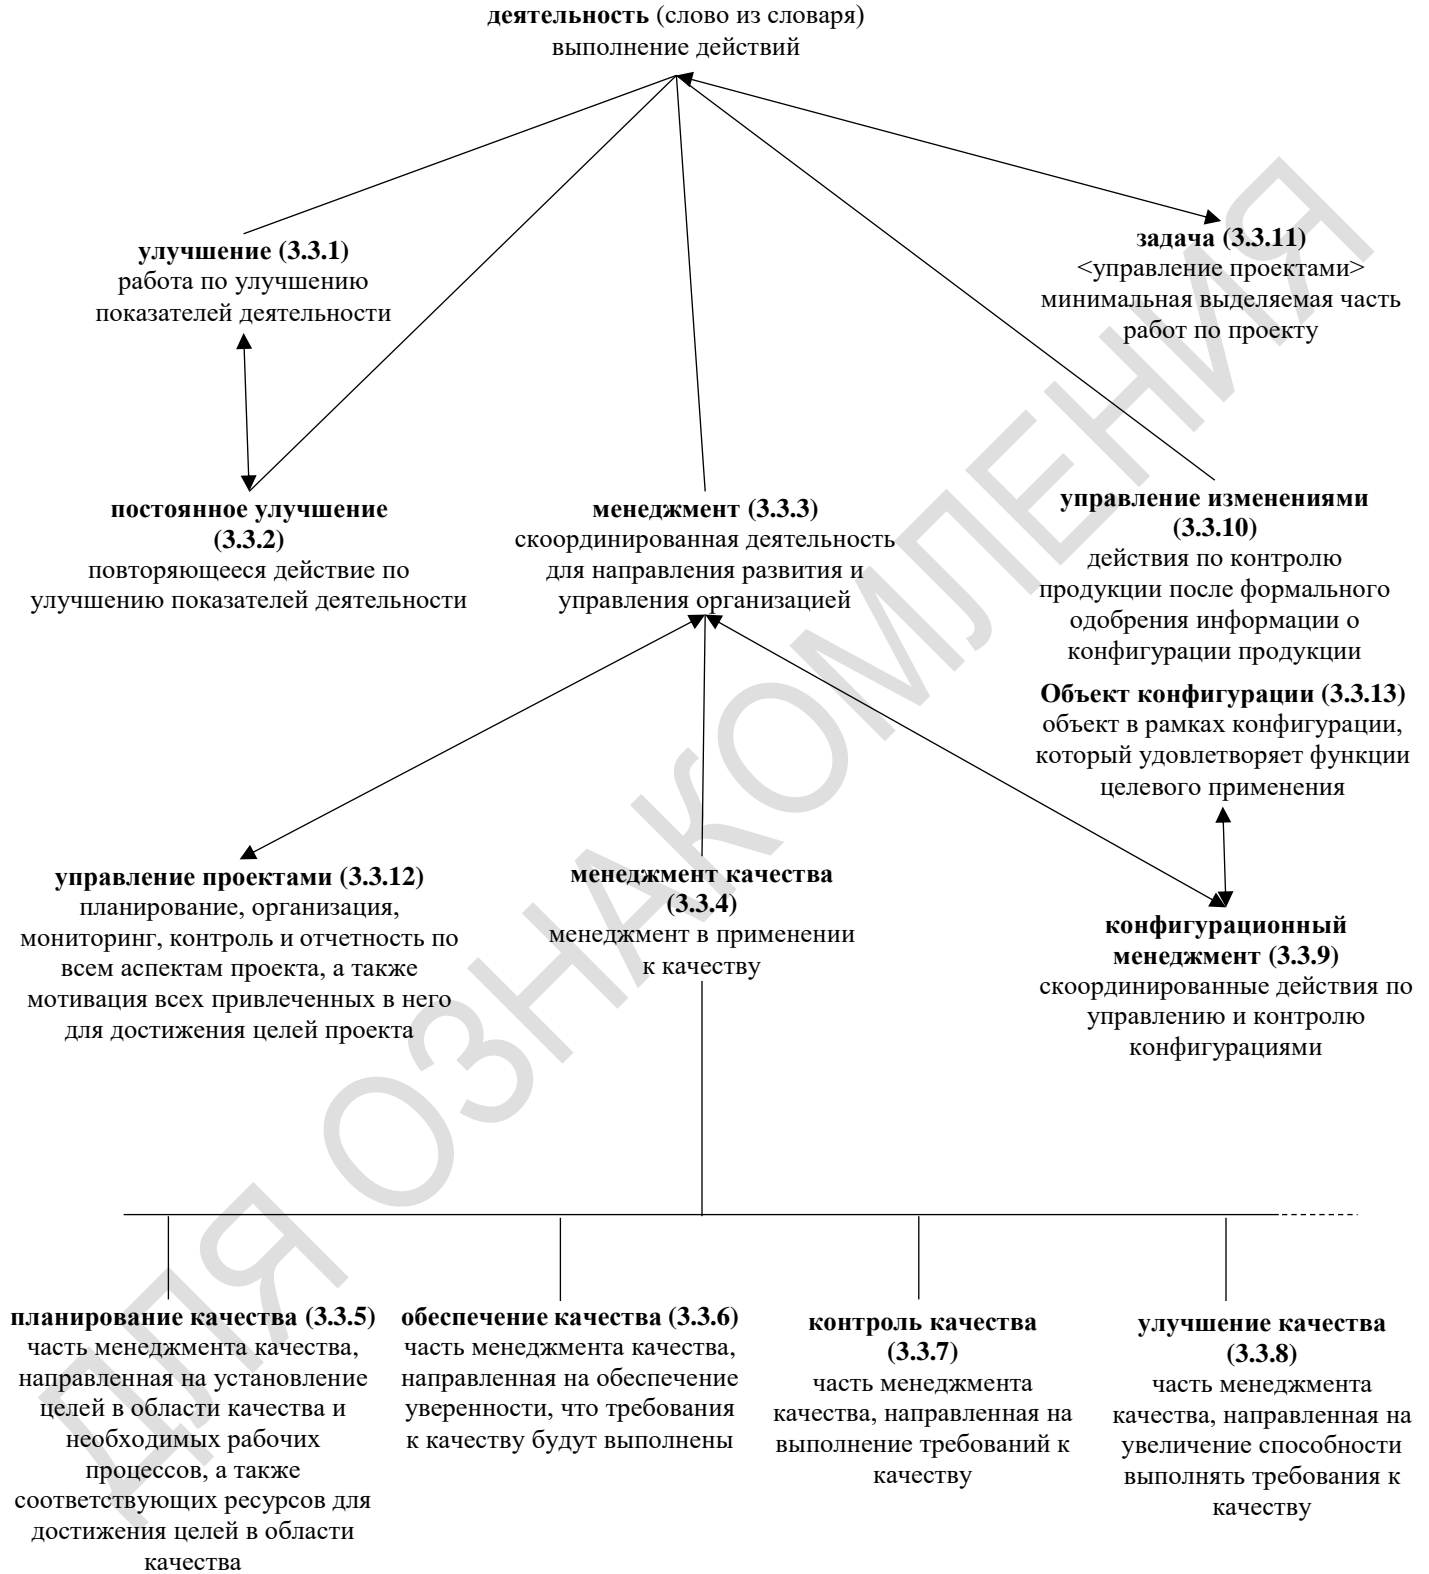 деятельность (слово из словаря)
выполнение действий
улучшение (3.3.1)
работа по улучшению
показателей деятельности
задача (3.3.11)
<управление проектами>
минимальная выделяемая часть
работ по проекту
постоянное улучшение
(3.3.2)
повторяющееся действие по
улучшению показателей деятельности
менеджмент (3.3.3)
скоординированная деятельность
для направления развития и
управления организацией
управление изменениями
(3.3.10)
действия по контролю
продукции после формального
одобрения информации о
конфигурации продукции
Объект конфигурации (3.3.13)
объект в рамках конфигурации,
который удовлетворяет функции
целевого применения
управление проектами (3.3.12)
планирование, организация,
мониторинг, контроль и отчетность по
всем аспектам проекта, а также
мотивация всех привлеченных в него
для достижения целей проекта
менеджмент качества
(3.3.4)
менеджмент в применении
к качеству
конфигурационный
менеджмент (3.3.9)
скоординированные действия по
управлению и контролю
конфигурациями
планирование качества (3.3.5)
часть менеджмента качества,
направленная на установление
целей в области качества и
необходимых рабочих
процессов, а также
соответствующих ресурсов для
достижения целей в области
качества
обеспечение качества (3.3.6)
часть менеджмента качества,
направленная на обеспечение
уверенности, что требования
к качеству будут выполнены
контроль качества
(3.3.7)
часть менеджмента
качества, направленная на
выполнение требований к
качеству
улучшение качества
(3.3.8)
часть менеджмента
качества, направленная на
увеличение способности
выполнять требования к
качеству
ДЛЯ ОЗНАКОМЛЕНИЯ